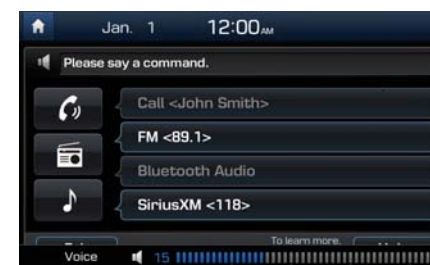 Jan. 1 12:00AM
Please say a command.
Call <John Smith>
FM <89.1>
Bluetooth Audio
SiriusXM <118>
To learn more,
Voice 15